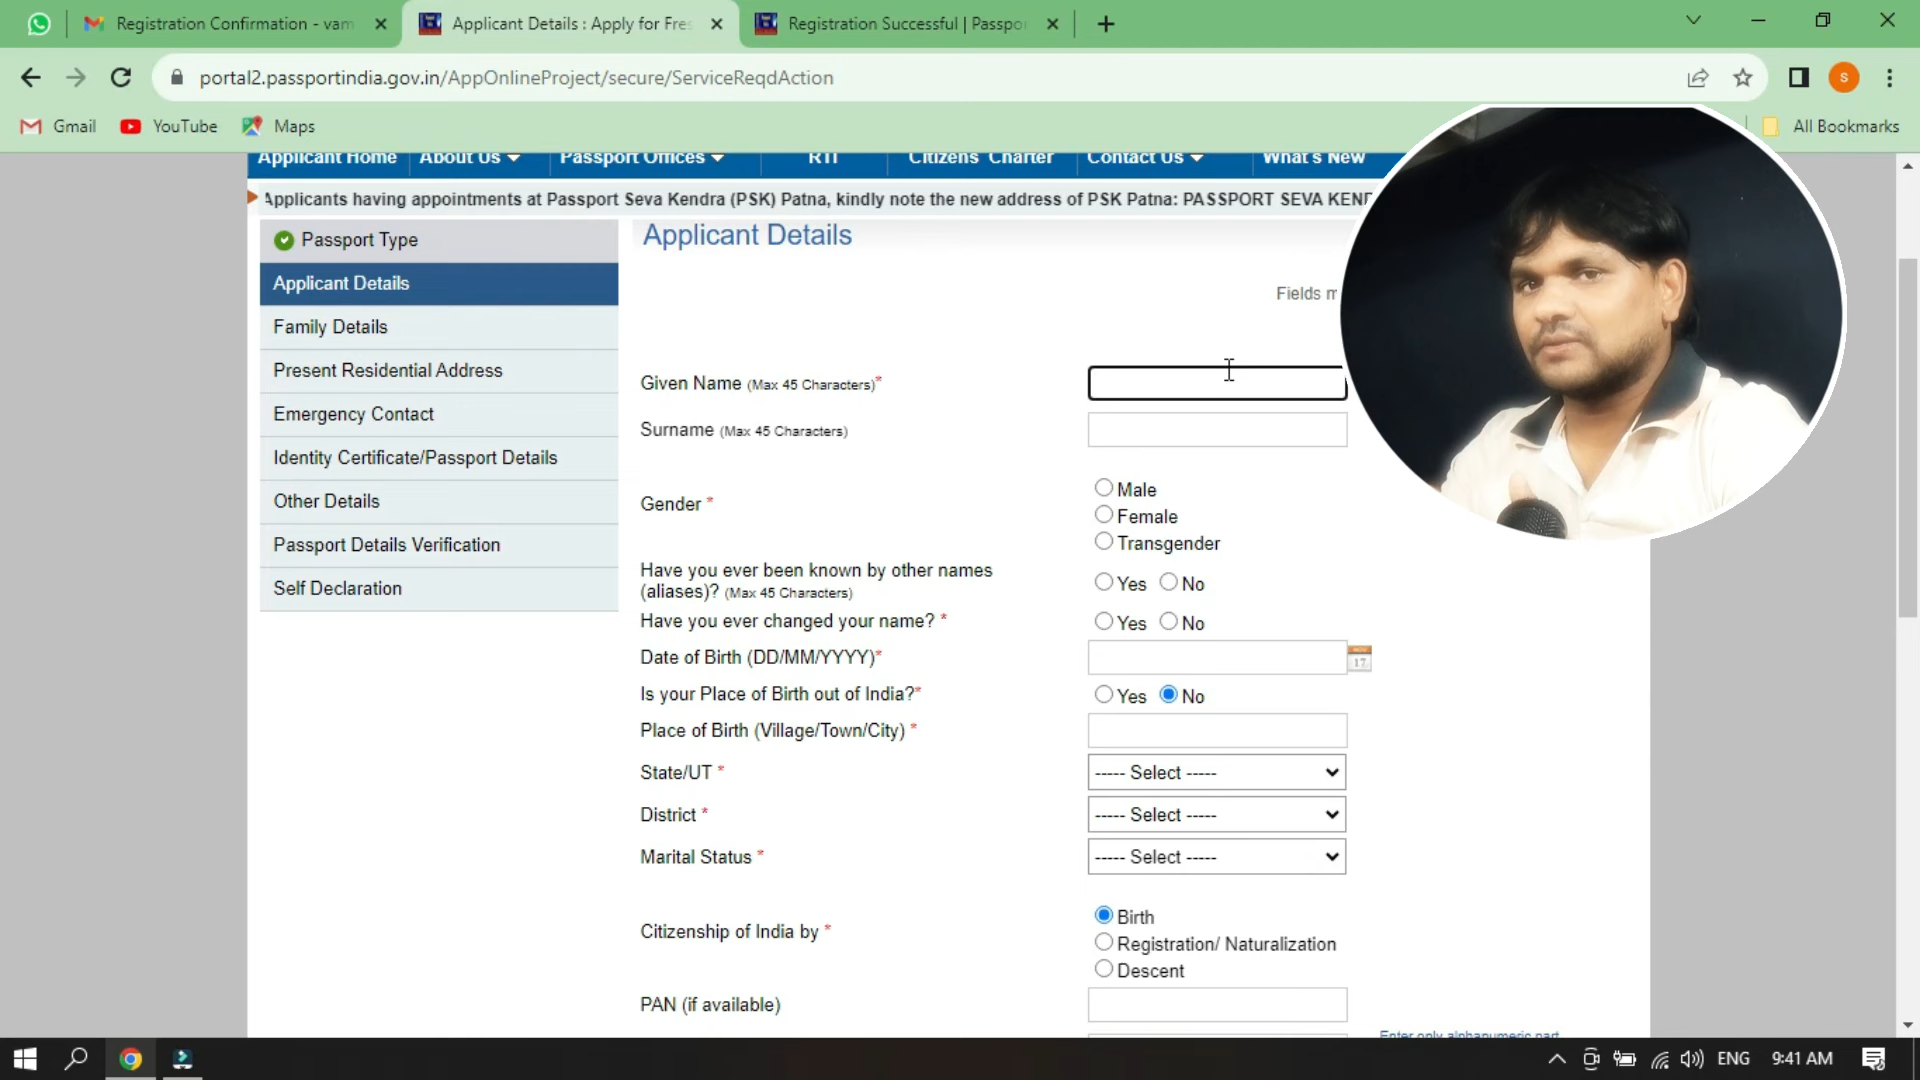 Registration Confirmation - vam
Applicant Details : Apply for Fres
Registration Successful | Passpo
portal2.passportindia.gov.in/AppOnlineProject/secure/ServiceReqdAction
S
Gmail
YouTube
Maps
All Bookmarks
Applicant Home
About Us
Passport Offices
RTI
Citizens' Charter
Contact Us
What's New
Applicants having appointments at Passport Seva Kendra (PSK) Patna, kindly note the new address of PSK Patna: PASSPORT SEVA KEN
Passport Type
Applicant Details
Family Details
Present Residential Address
Emergency Contact
Identity Certificate/Passport Details
Other Details
Passport Details Verification
Self Declaration
Applicant Details
Fields m
Given Name (Max 45 Characters)*
Surname (Max 45 Characters)
Gender *
Male
Female
Transgender
Have you ever been known by other names
(aliases)? (Max 45 Characters)
Yes No
Have you ever changed your name? *
Yes No
Date of Birth (DD/MM/YYYY)*
17
Is your Place of Birth out of India?*
Yes No
Place of Birth (Village/Town/City) *
State/UT *
----- Select -----
District *
----- Select -----
Marital Status *
----- Select -----
Citizenship of India by *
Birth
Registration/ Naturalization
Descent
PAN (if available)
Enter only alphanumeric part
ENG
9:41 AM